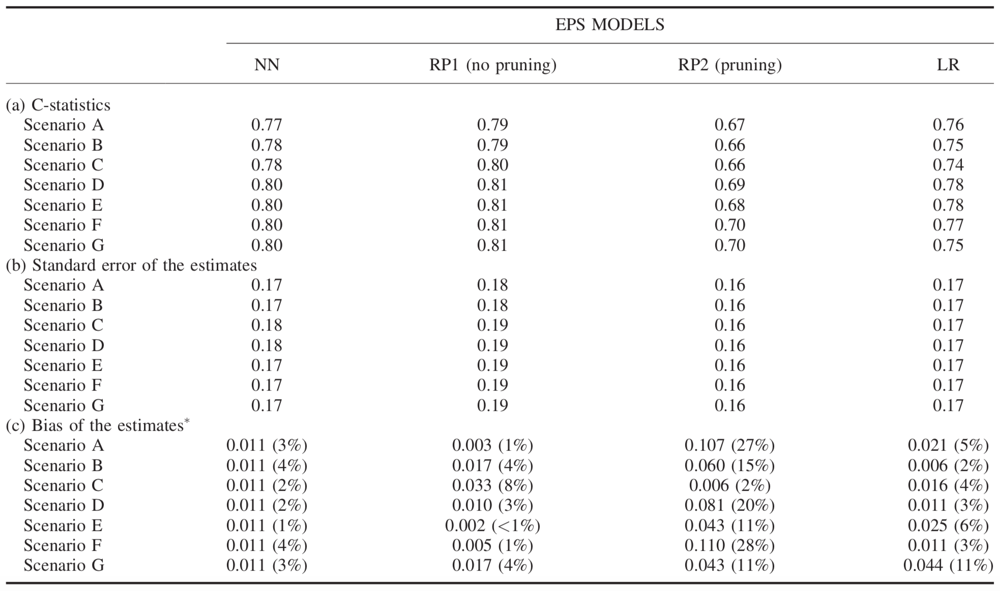 EPS MODELS
NN RP1 (no pruning) RP2 (pruning) LR
(a) C-statistics
Scenario A 0.77 0.79 0.67 0.76
Scenario B 0.78 0.79 0.66 0.75
Scenario C 0.78 0.80 0.66 0.74
Scenario D 0.80 0.81 0.69 0.78
Scenario E 0.80 0.81 0.68 0.78
Scenario F 0.80 0.81 0.70 0.77
Scenario G 0.80 0.81 0.70 0.75
(b) Standard error of the estimates
Scenario A 0.17 0.18 0.16 0.17
Scenario B 0.17 0.18 0.16 0.17
Scenario C 0.18 0.19 0.16 0.17
Scenario D 0.18 0.19 0.16 0.17
Scenario E 0.17 0.19 0.16 0.17
Scenario F 0.17 0.19 0.16 0.17
Scenario G 0.17 0.19 0.16 0.17
(c) Bias of the estimates*
Scenario A 0.011 (3%) 0.003 (1%) 0.107 (27%) 0.021 (5%)
Scenario B 0.011 (4%) 0.017 (4%) 0.060 (15%) 0.006 (2%)
Scenario C 0.011 (2%) 0.033 (8%) 0.006 (2%) 0.016 (4%)
Scenario D 0.011 (2%) 0.010 (3%) 0.081 (20%) 0.011 (3%)
Scenario E 0.011 (1%) 0.002 (<1%) 0.043 (11%) 0.025 (6%)
Scenario F 0.011 (4%) 0.005 (1%) 0.110 (28%) 0.011 (3%)
Scenario G 0.011 (3%) 0.017 (4%) 0.043 (11%) 0.044 (11%)